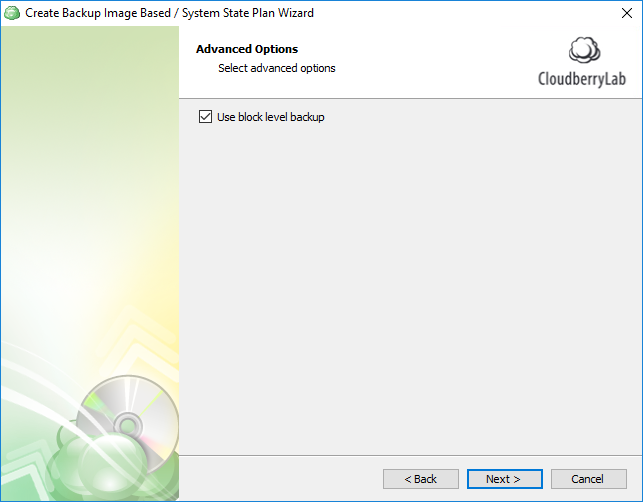 Create Backup Image Based / System State Plan Wizard
Advanced Options
Select advanced options
CloudberryLab
Use block level backup
< Back
Next >
Cancel